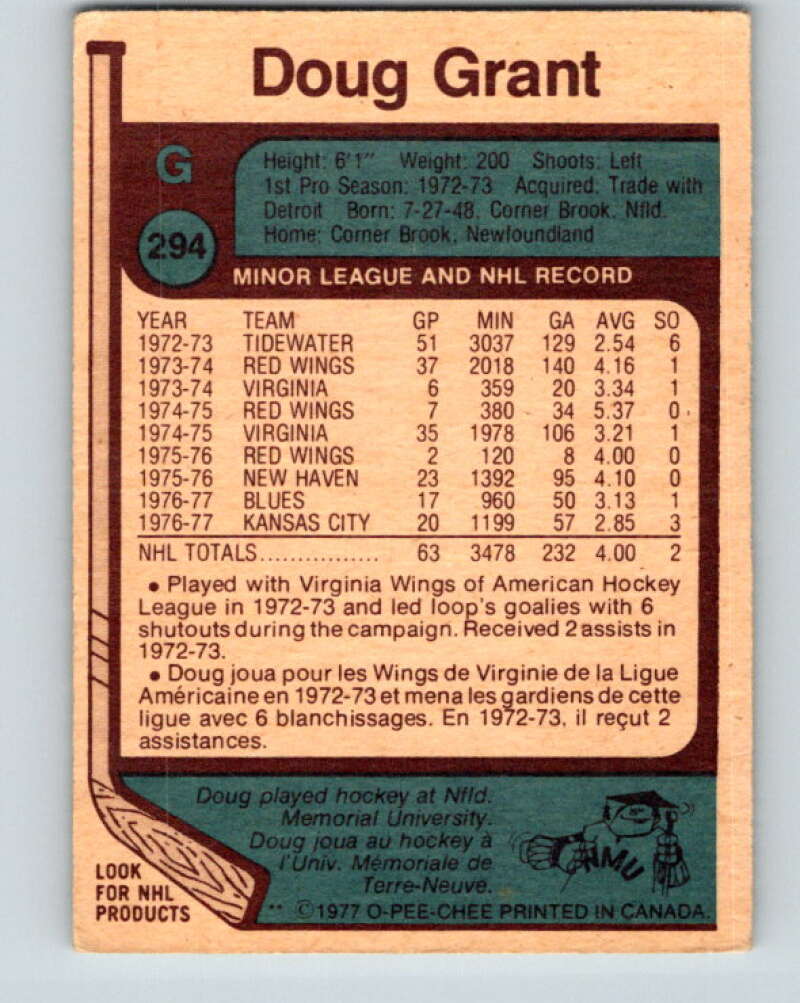 Doug Grant
G
Height: 6'1" Weight: 200 Shoots: Left
1st Pro Season: 1972-73 Acquired: Trade with
Detroit Born: 7-27-48, Corner Brook, Nfld.
Home: Corner Brook, Newfoundland
294
MINOR LEAGUE AND NHL RECORD
YEAR TEAM GP MIN GA AVG SO
1972-73 TIDEWATER 51 3037 129 2.54 6
1973-74 RED WINGS 37 2018 140 4.16 1
1973-74 VIRGINIA 6 359 20 3.34 1
1974-75 RED WINGS 7 380 34 5.37 0
1974-75 VIRGINIA 35 1978 106 3.21 1
1975-76 RED WINGS 2 120 8 4.00 0
1975-76 NEW HAVEN 23 1392 95 4.10 0
1976-77 BLUES 17 960 50 3.13 1
1976-77 KANSAS CITY 20 1199 57 2.85 3
NHL TOTALS................ 63 3478 232 4.00 2
• Played with Virginia Wings of American Hockey
League in 1972-73 and led loop's goalies with 6
shutouts during the campaign. Received 2 assists in
1972-73.
• Doug joua pour les Wings de Virginie de la Ligue
Américaine en 1972-73 et mena les gardiens de cette
ligue avec 6 blanchissages. En 1972-73, il reçut 2
assistances.
Doug played hockey at Nfld.
Memorial University.
Doug joua au hockey à
l'Univ. Mémoriale de
Terre-Neuve.
NMU
LOOK
FOR NHL
PRODUCTS
** ©1977 O-PEE-CHEE PRINTED IN CANADA.